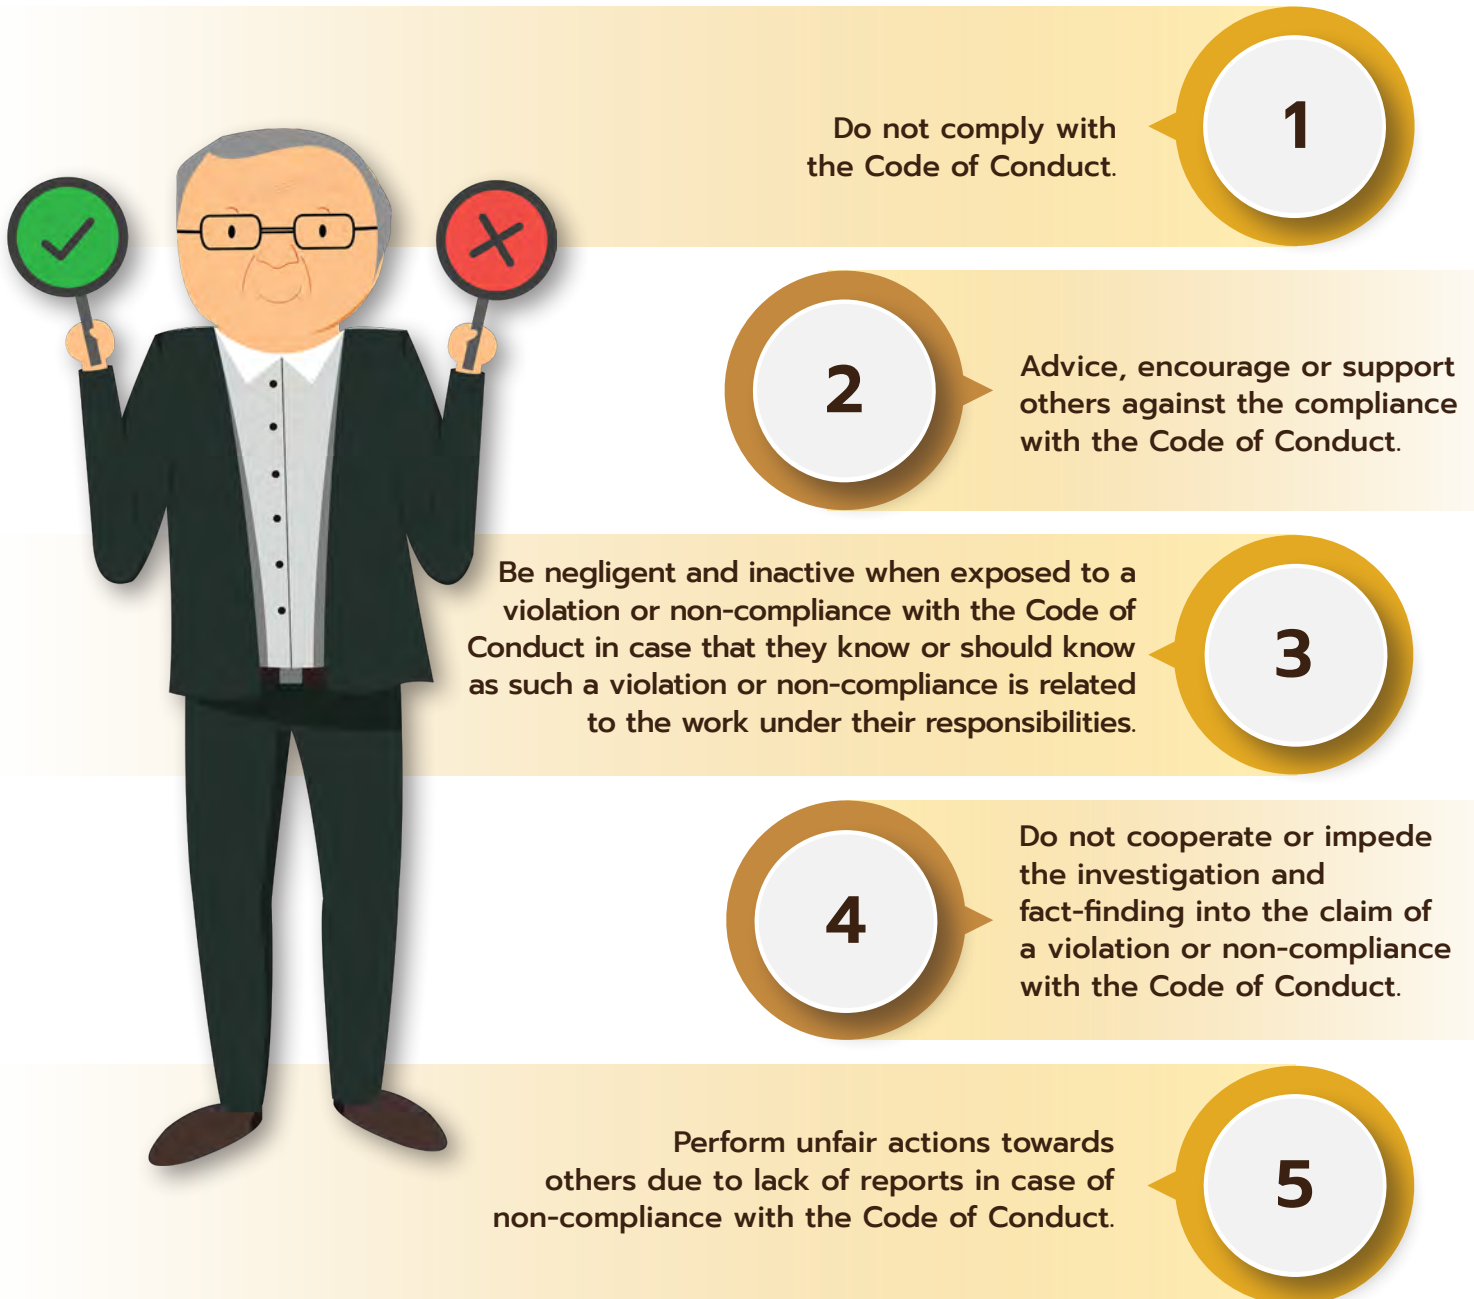 1
Do not comply with
the Code of Conduct.
2
Advice, encourage or support
others against the compliance
with the Code of Conduct.
3
Be negligent and inactive when exposed to a
violation or non-compliance with the Code of
Conduct in case that they know or should know
as such a violation or non-compliance is related
to the work under their responsibilities.
4
Do not cooperate or impede
the investigation and
fact-finding into the claim of
a violation or non-compliance
with the Code of Conduct.
5
Perform unfair actions towards
others due to lack of reports in case of
non-compliance with the Code of Conduct.